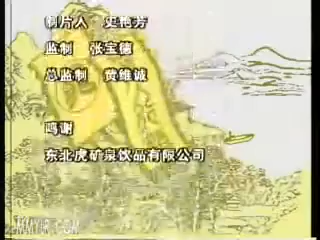 制片人 史艳芳
监制 张宝德
总监制 黄维诚
鸣谢
东北虎矿泉饮品有限公司